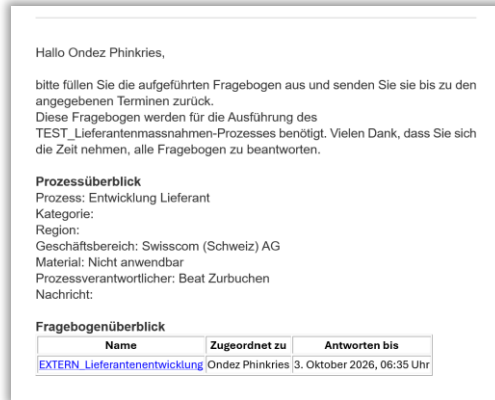 Hallo Ondez Phinkries,
bitte füllen Sie die aufgeführten Fragebogen aus und senden Sie sie bis zu den
angegebenen Terminen zurück.
Diese Fragebogen werden für die Ausführung des
TEST_Lieferantenmassnahmen-Prozesses benötigt. Vielen Dank, dass Sie sich
die Zeit nehmen, alle Fragebogen zu beantworten.
Prozessüberblick
Prozess: Entwicklung Lieferant
Kategorie:
Region:
Geschäftsbereich: Swisscom (Schweiz) AG
Material: Nicht anwendbar
Prozessverantwortlicher: Beat Zurbuchen
Nachricht:
Fragebogenüberblick
Name Zugeordnet zu Antworten bis
EXTERN_Lieferantenentwicklung Ondez Phinkries 3. Oktober 2026, 06:35 Uhr